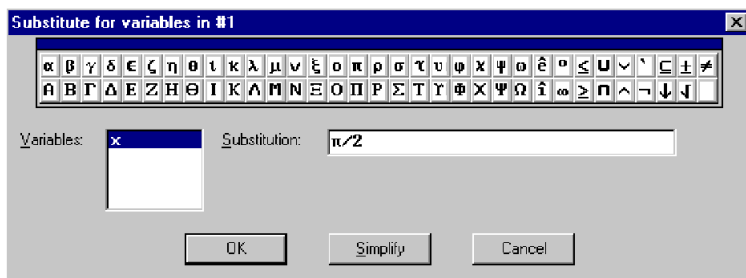 Substitute for variables in #1
α β γ δ ε ζ η θ ι κ λ μ ν ξ ο π ρ σ τ υ φ χ ψ ω ê º ≤ ∪ ∨ ` ⊆ ± ≠
Α Β Γ Δ Ε Ζ Η Θ Ι Κ Λ Μ Ν Ξ Ο Π Ρ Σ Τ Υ Φ Χ Ψ Ω î ∞ ≥ ∩ ∧ ¬ ↓ √
Variables: x Substitution: π/2
OK Simplify Cancel